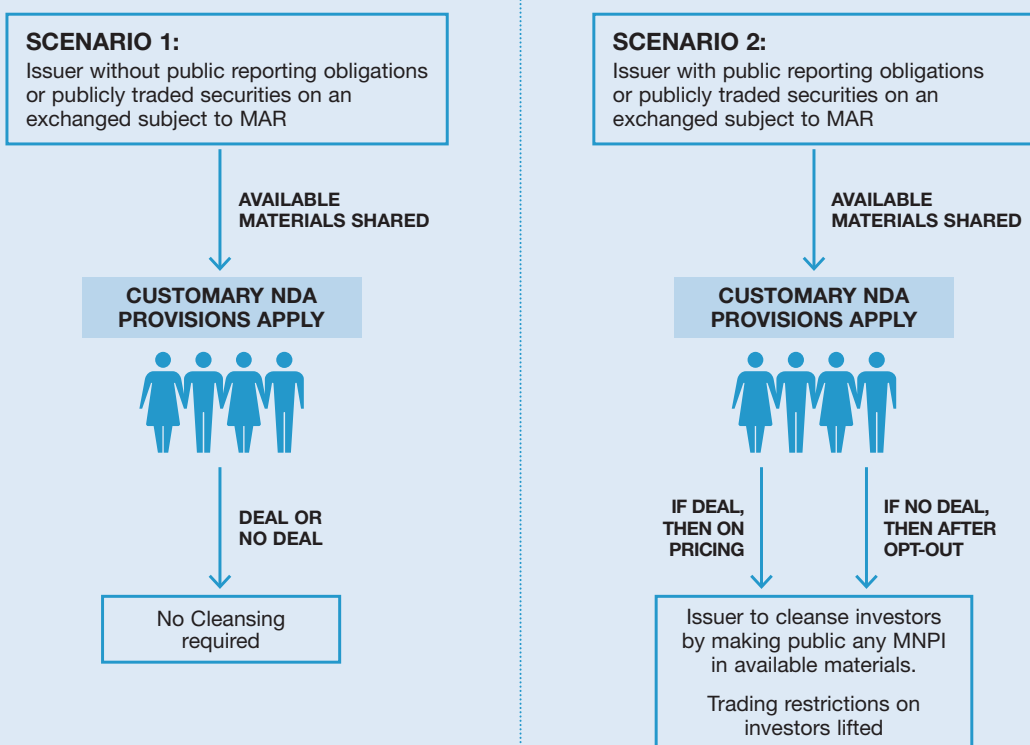 SCENARIO 1:
Issuer without public reporting obligations
or publicly traded securities on an
exchanged subject to MAR
AVAILABLE
MATERIALS SHARED
CUSTOMARY NDA
PROVISIONS APPLY
DEAL OR
NO DEAL
No Cleansing
required
SCENARIO 2:
Issuer with public reporting obligations
or publicly traded securities on an
exchanged subject to MAR
AVAILABLE
MATERIALS SHARED
CUSTOMARY NDA
PROVISIONS APPLY
IF DEAL,
THEN ON
PRICING
IF NO DEAL,
THEN AFTER
OPT-OUT
Issuer to cleanse investors
by making public any MNPI
in available materials.
Trading restrictions on
investors lifted